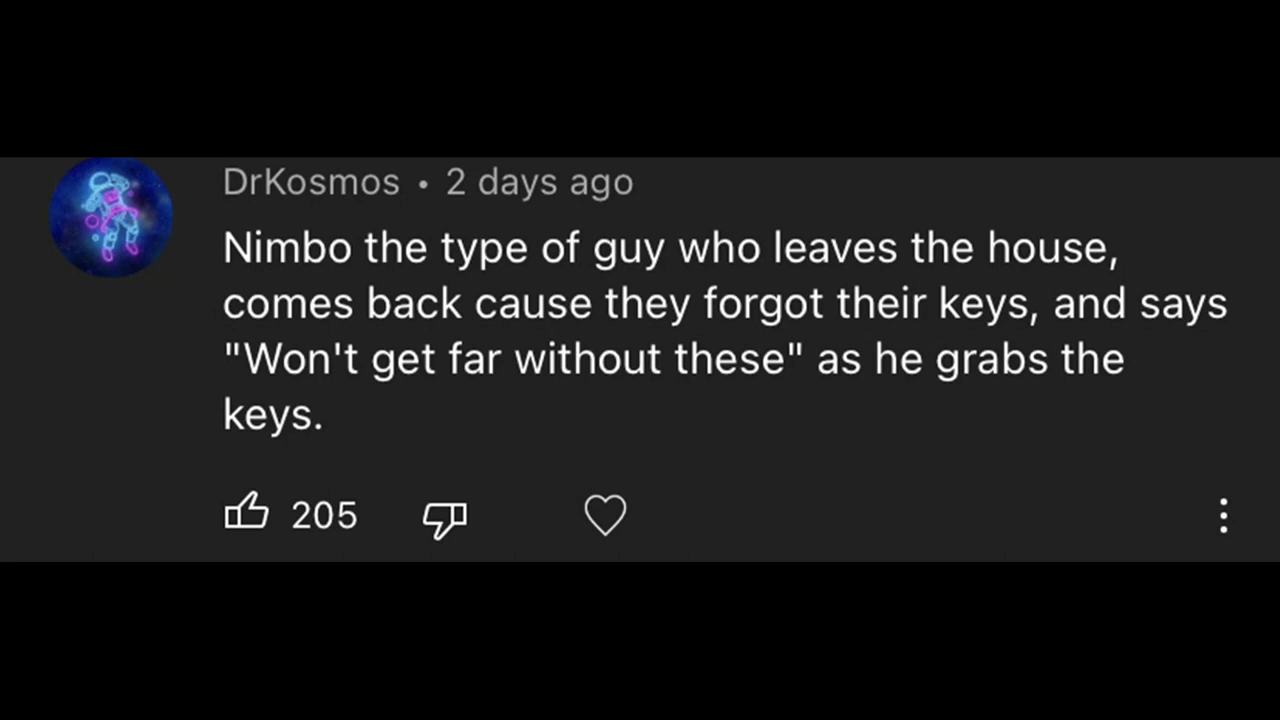 DrKosmos • 2 days ago
Nimbo the type of guy who leaves the house,
comes back cause they forgot their keys, and says
"Won't get far without these" as he grabs the
keys.
205